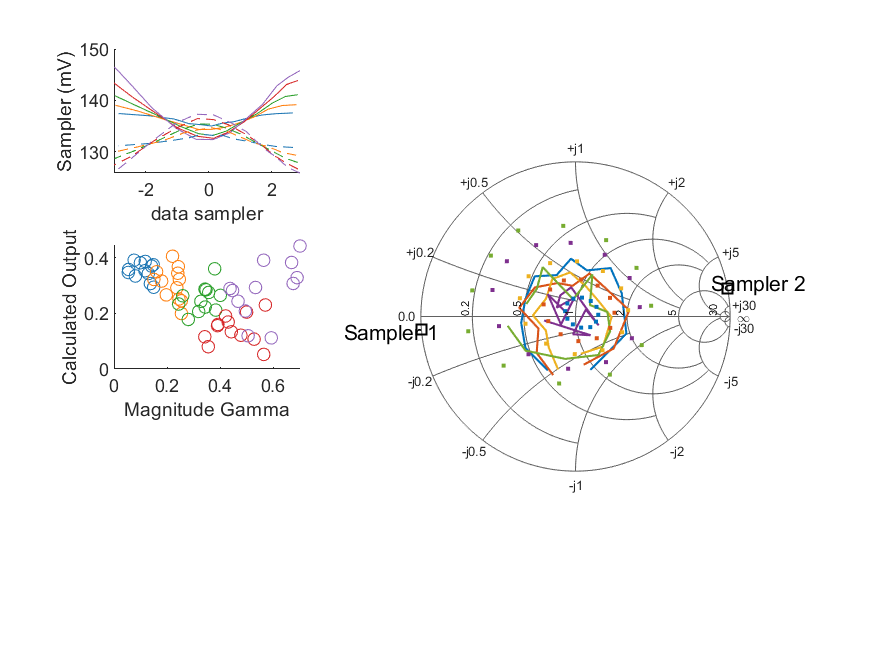 150
140
130
Sampler (mV)
-2 0 2
data sampler
0.4
0.2
0
Calculated Output
0 0.2 0.4 0.6
Magnitude Gamma
+j1
+j0.5 +j2
+j0.2 +j5
Sampler 2
+j30
0.0 0.2 0.5 1 2 5 30 ∞
-j30
Sampler 1
-j0.2 -j5
-j0.5 -j2
-j1